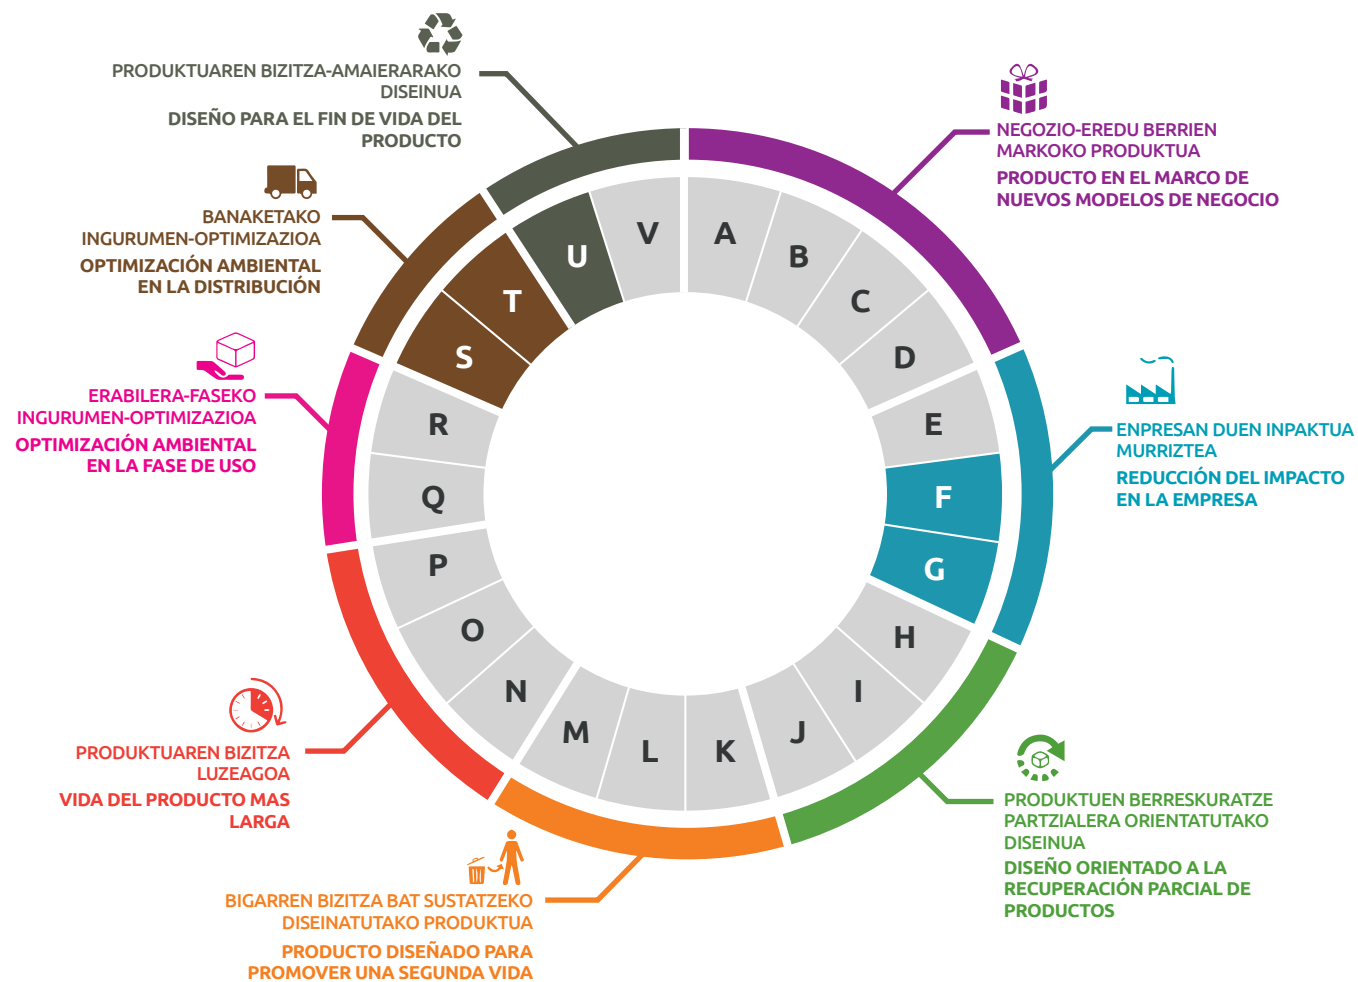 PRODUKTUAREN BIZITZA-AMAIERARAKO
DISEINUA
DISEÑO PARA EL FIN DE VIDA DEL
PRODUCTO
NEGOZIO-EREDU BERRIEN
MARKOKO PRODUKTUA
PRODUCTO EN EL MARCO DE
NUEVOS MODELOS DE NEGOCIO
BANAKETAKO
INGURUMEN-OPTIMIZAZIOA
OPTIMIZACIÓN AMBIENTAL
EN LA DISTRIBUCIÓN
ERABILERA-FASEKO
INGURUMEN-OPTIMIZAZIOA
OPTIMIZACIÓN AMBIENTAL
EN LA FASE DE USO
ENPRESAN DUEN INPAKTUA
MURRIZTEA
REDUCCIÓN DEL IMPACTO
EN LA EMPRESA
PRODUKTUAREN BIZITZA
LUZEAGOA
VIDA DEL PRODUCTO MAS
LARGA
PRODUKTUEN BERRESKURATZE
PARTZIALERA ORIENTATUTAKO
DISEINUA
DISEÑO ORIENTADO A LA
RECUPERACIÓN PARCIAL DE
PRODUCTOS
BIGARREN BIZITZA BAT SUSTATZEKO
DISEINATUTAKO PRODUKTUA
PRODUCTO DISEÑADO PARA
PROMOVER UNA SEGUNDA VIDA
A
B
C
D
E
F
G
H
I
J
K
L
M
N
O
P
Q
R
S
T
U
V